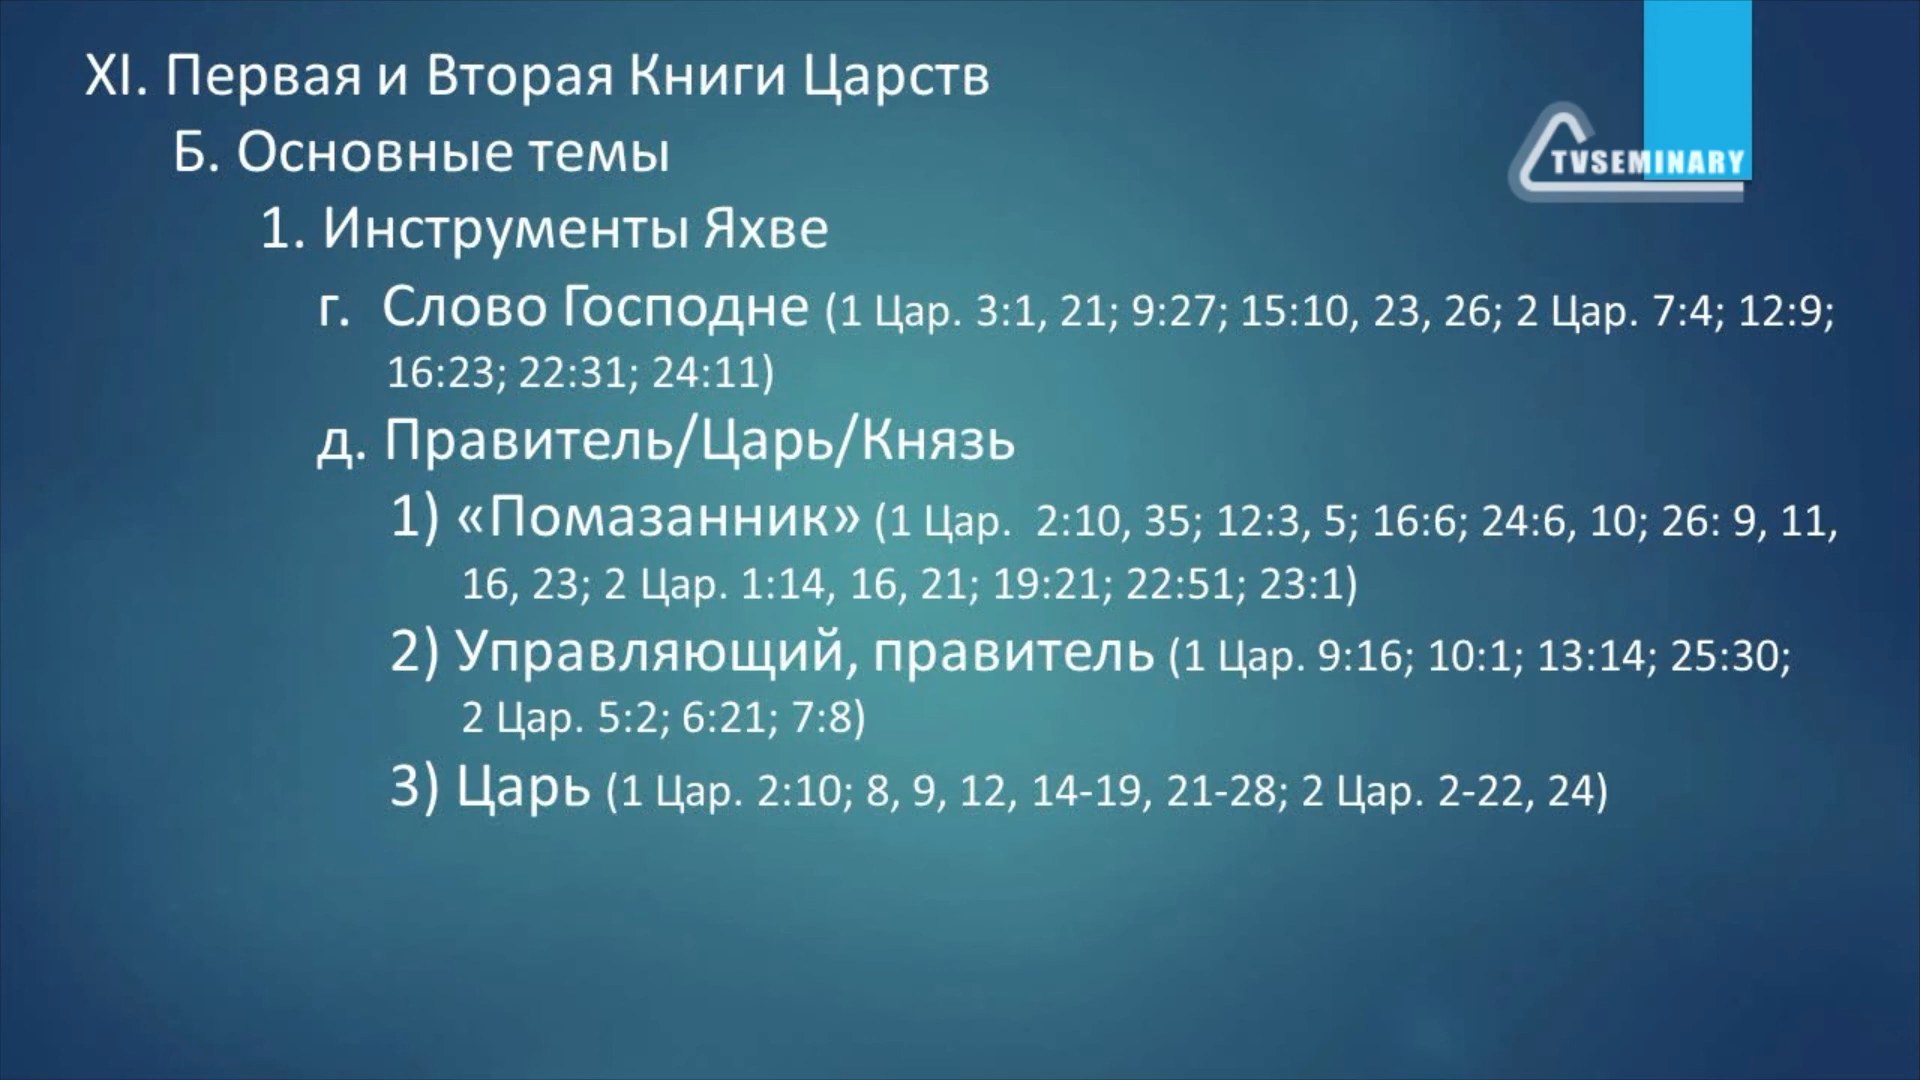 XI. Первая и Вторая Книги Царств
Б. Основные темы
TVSEMINARY
1. Инструменты Яхве
г. Слово Господне (1 Цар. 3:1, 21; 9:27; 15:10, 23, 26; 2 Цар. 7:4; 12:9;
16:23; 22:31; 24:11)
д. Правитель/Царь/Князь
1) «Помазанник» (1 Цар. 2:10, 35; 12:3, 5; 16:6; 24:6, 10; 26: 9, 11,
16, 23; 2 Цар. 1:14, 16, 21; 19:21; 22:51; 23:1)
2) Управляющий, правитель (1 Цар. 9:16; 10:1; 13:14; 25:30;
2 Цар. 5:2; 6:21; 7:8)
3) Царь (1 Цар. 2:10; 8, 9, 12, 14-19, 21-28; 2 Цар. 2-22, 24)